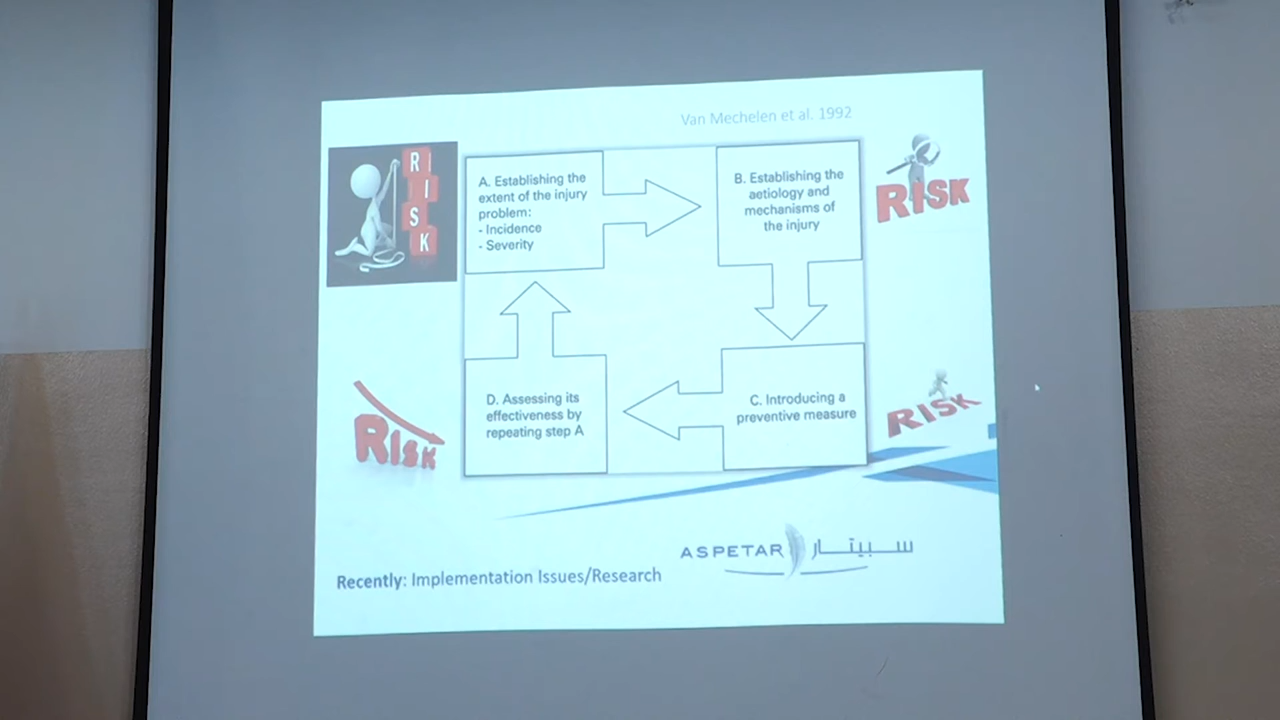 Van Mechelen et al. 1992
RISK
A. Establishing the
extent of the injury
problem:
- Incidence
- Severity
B. Establishing the
aetiology and
mechanisms of
the injury
RISK
D. Assessing its
effectiveness by
repeating step A
C. Introducing a
preventive measure
RISK
RISK
ASPETAR سبيتار
Recently: Implementation Issues/Research